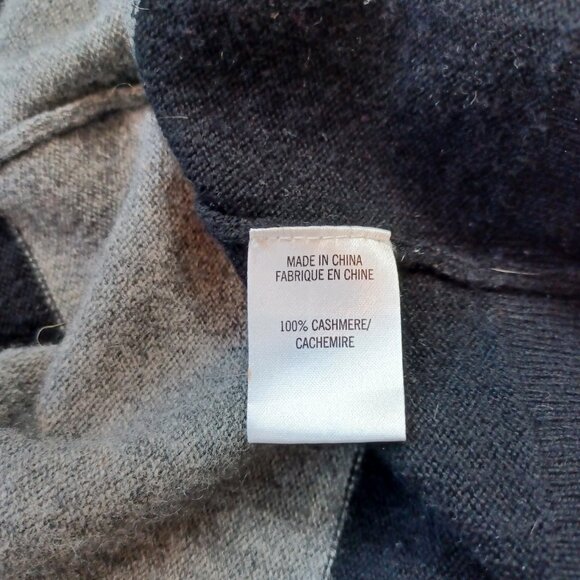 MADE IN CHINA
FABRIQUE EN CHINE
100% CASHMERE/
CACHEMIRE